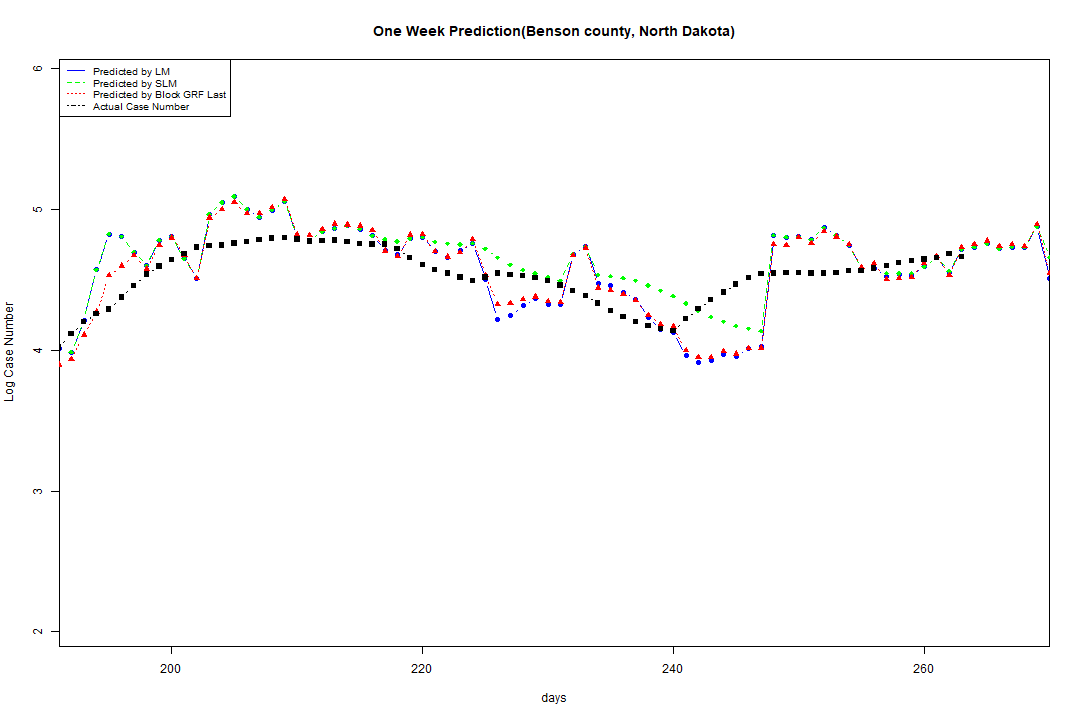 One Week Prediction(Benson county, North Dakota)
Predicted by LM
Predicted by SLM
Predicted by Block GRF Last
Actual Case Number
6
5
4
3
2
Log Case Number
200 220 240 260
days